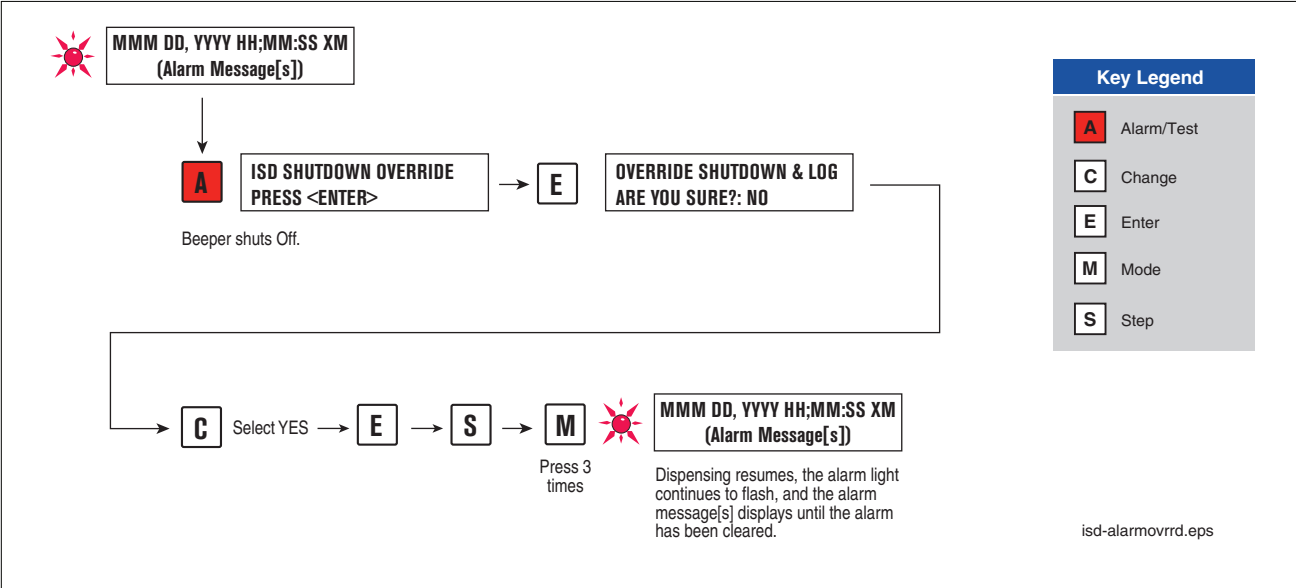 MMM DD, YYYY HH;MM:SS XM
(Alarm Message[s])
A
ISD SHUTDOWN OVERRIDE
PRESS <ENTER>
E
OVERRIDE SHUTDOWN & LOG
ARE YOU SURE?: NO
Beeper shuts Off.
C
Select YES
E
S
M
Press 3
times
MMM DD, YYYY HH;MM:SS XM
(Alarm Message[s])
Dispensing resumes, the alarm light
continues to flash, and the alarm
message[s] displays until the alarm
has been cleared.
Key Legend
A Alarm/Test
C Change
E Enter
M Mode
S Step
isd-alarmovrrd.eps